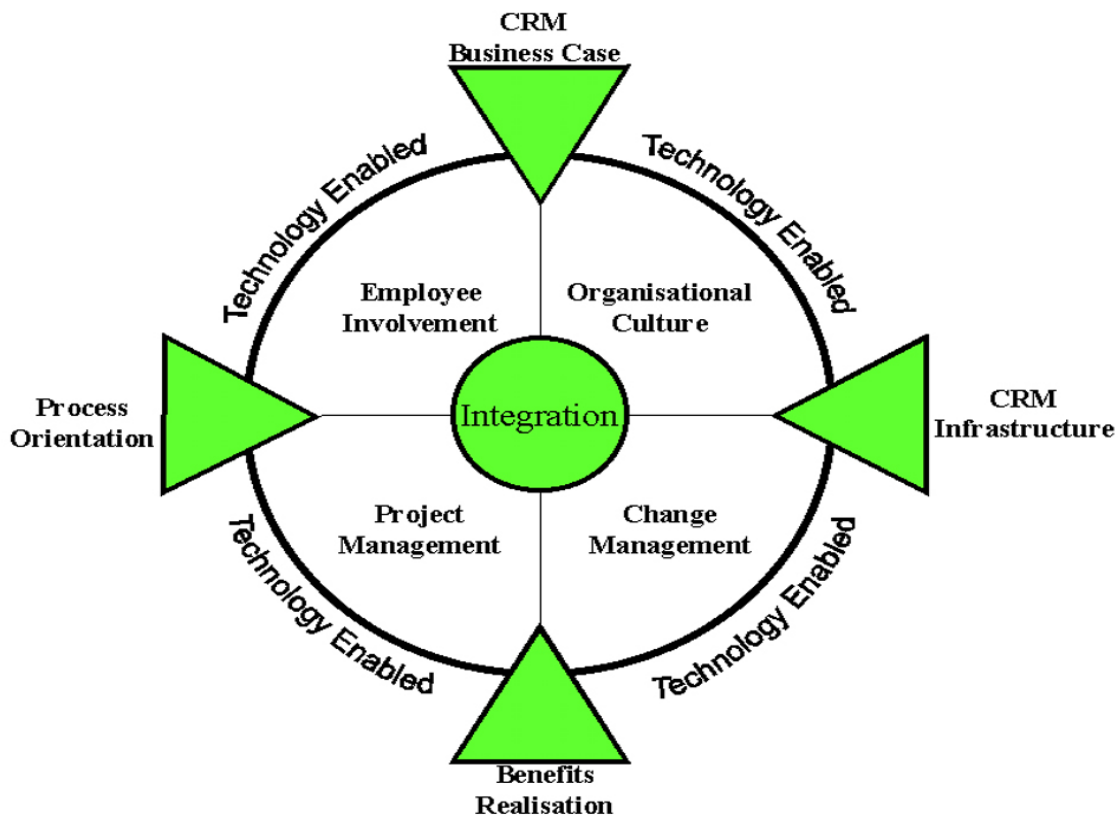 CRM
Business Case
Technology Enabled
Technology Enabled
Employee
Involvement
Organisational
Culture
Process
Orientation
Integration
CRM
Infrastructure
Project
Management
Change
Management
Technology Enabled
Technology Enabled
Benefits
Realisation